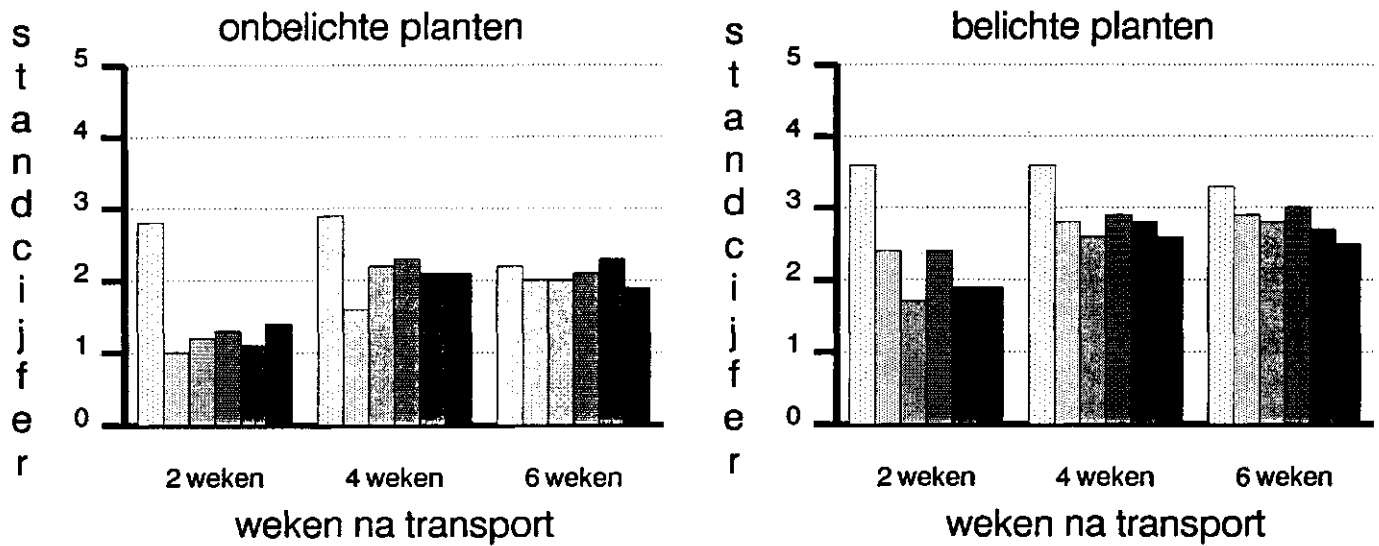 onbelichte planten
standcijfer
5
4
3
2
1
0
2 weken 4 weken 6 weken
weken na transport
belichte planten
standcijfer
5
4
3
2
1
0
2 weken 4 weken 6 weken
weken na transport